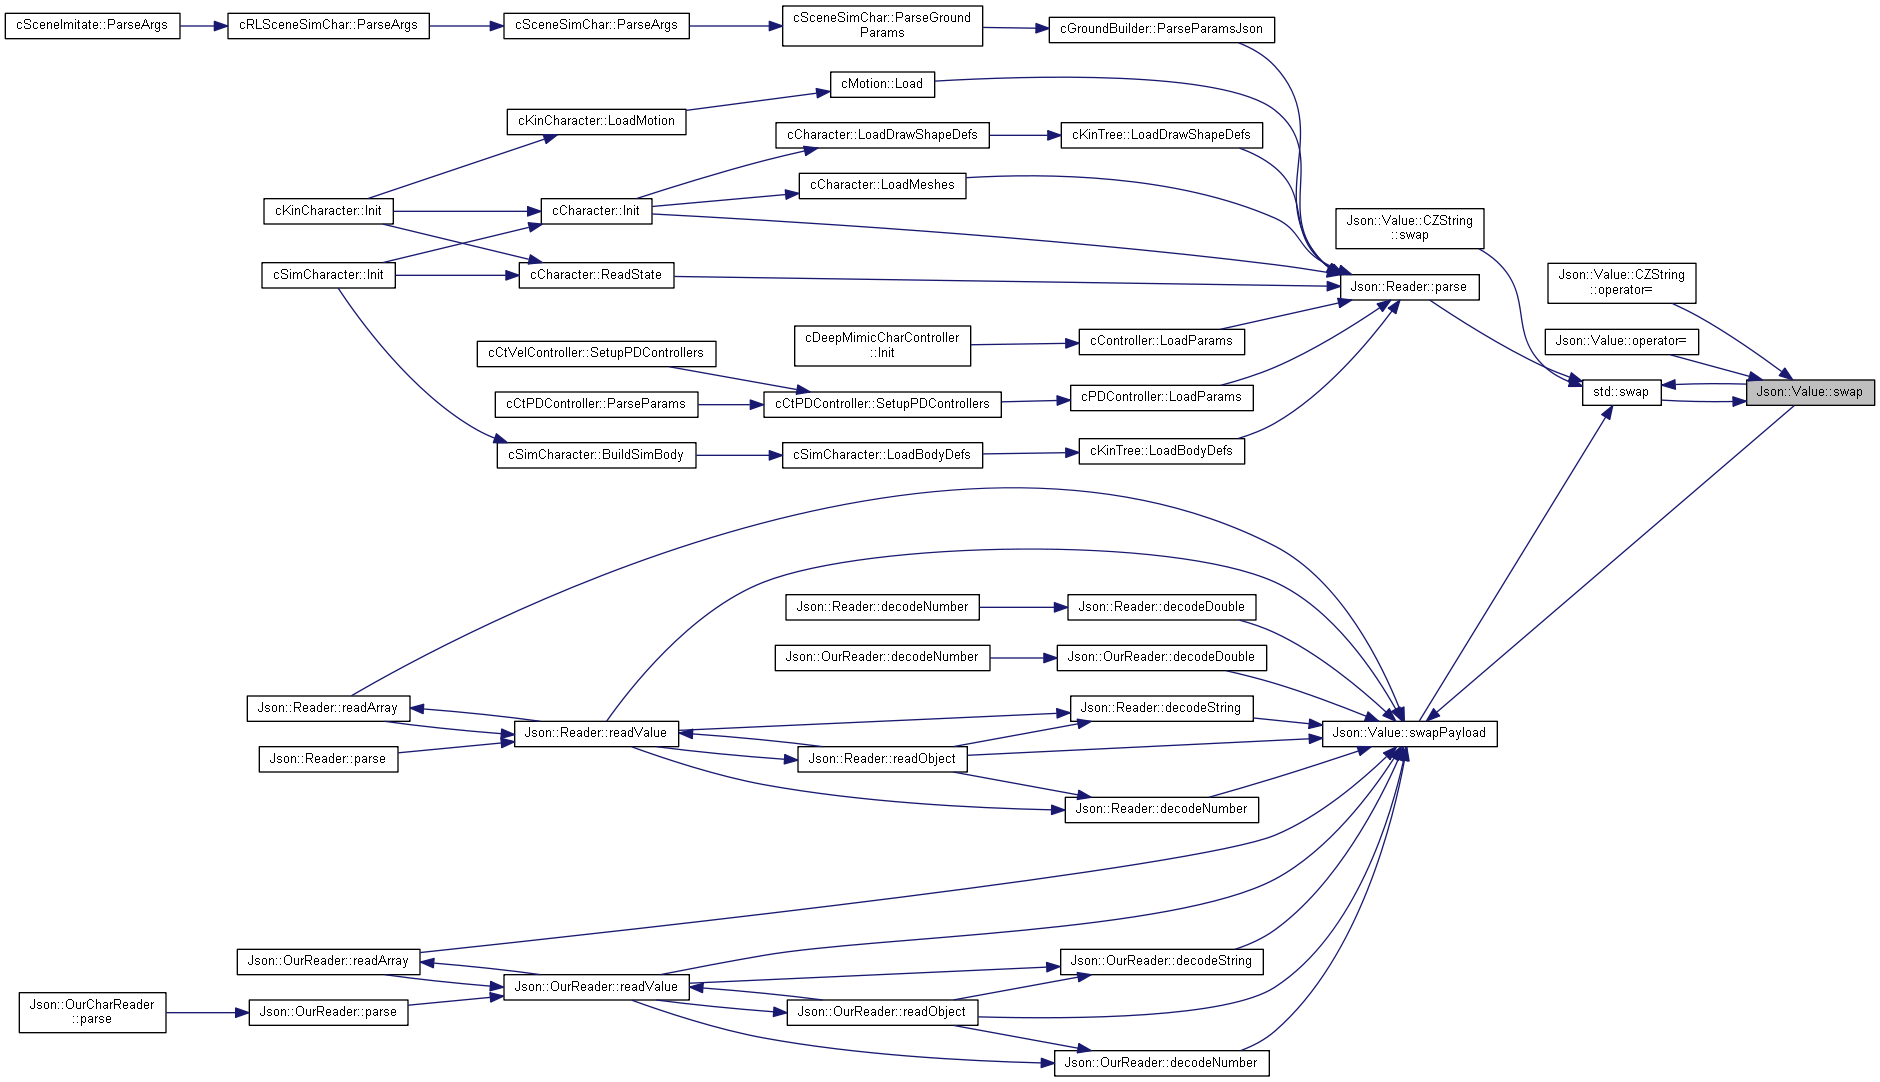 cSceneImitate::ParseArgs
cRLSceneSimChar::ParseArgs
cSceneSimChar::ParseArgs
cSceneSimChar::ParseGround
Params
cGroundBuilder::ParseParamsJson
cMotion::Load
cKinCharacter::LoadMotion
cCharacter::LoadDrawShapeDefs
cKinTree::LoadDrawShapeDefs
cCharacter::LoadMeshes
cKinCharacter::Init
cCharacter::Init
Json::Value::CZString
::swap
cSimCharacter::Init
cCharacter::ReadState
Json::Reader::parse
Json::Value::CZString
::operator=
cDeepMimicCharController
::Init
cController::LoadParams
Json::Value::operator=
cCtVelController::SetupPDControllers
cCtPDController::ParseParams
cCtPDController::SetupPDControllers
cPDController::LoadParams
std::swap
Json::Value::swap
cSimCharacter::BuildSimBody
cSimCharacter::LoadBodyDefs
cKinTree::LoadBodyDefs
Json::Reader::decodeNumber
Json::Reader::decodeDouble
Json::OurReader::decodeNumber
Json::OurReader::decodeDouble
Json::Reader::readArray
Json::Reader::decodeString
Json::Reader::readValue
Json::Value::swapPayload
Json::Reader::parse
Json::Reader::readObject
Json::Reader::decodeNumber
Json::OurReader::readArray
Json::OurReader::decodeString
Json::OurReader::readValue
Json::OurCharReader
::parse
Json::OurReader::parse
Json::OurReader::readObject
Json::OurReader::decodeNumber